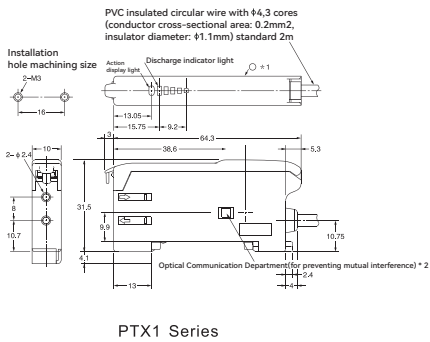 PVC insulated circular wire with Φ4,3 cores
(conductor cross-sectional area: 0.2mm2,
insulator diameter: Φ1.1mm) standard 2m
Installation
hole machining size
Action
display light
Discharge indicator light
2-M3
○ *1
16
13.05
15.75
9.2
3
64.3
10
38.6
5.3
2-φ2.4
8
31.5
9.9
10.7
10.75
4.1
Optical Communication Department(for preventing mutual interference) * 2
2.4
13
4
PTX1 Series